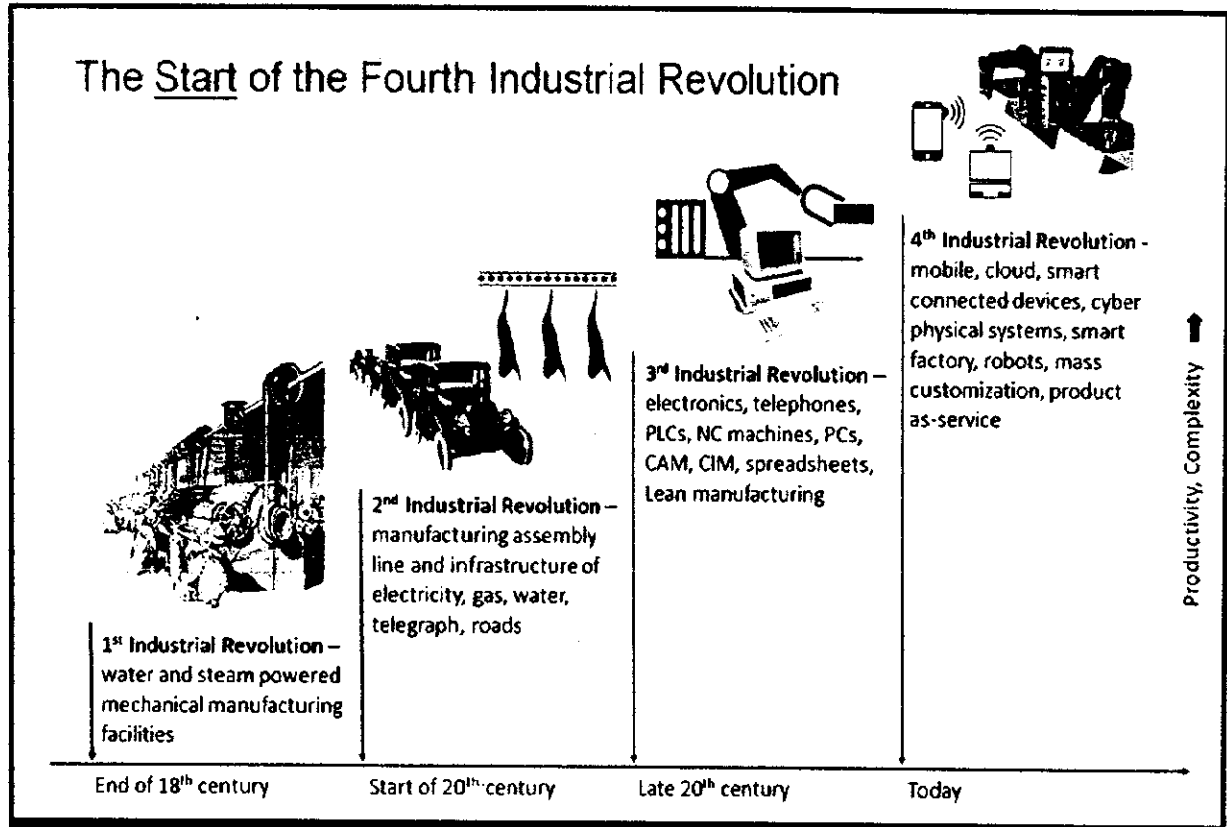 The Start of the Fourth Industrial Revolution
1st Industrial Revolution –
water and steam powered
mechanical manufacturing
facilities
2nd Industrial Revolution –
manufacturing assembly
line and infrastructure of
electricity, gas, water,
telegraph, roads
3rd Industrial Revolution –
electronics, telephones,
PLCs, NC machines, PCs,
CAM, CIM, spreadsheets,
Lean manufacturing
4th Industrial Revolution -
mobile, cloud, smart
connected devices, cyber
physical systems, smart
factory, robots, mass
customization, product
as-service
Productivity, Complexity
End of 18th century
Start of 20th century
Late 20th century
Today